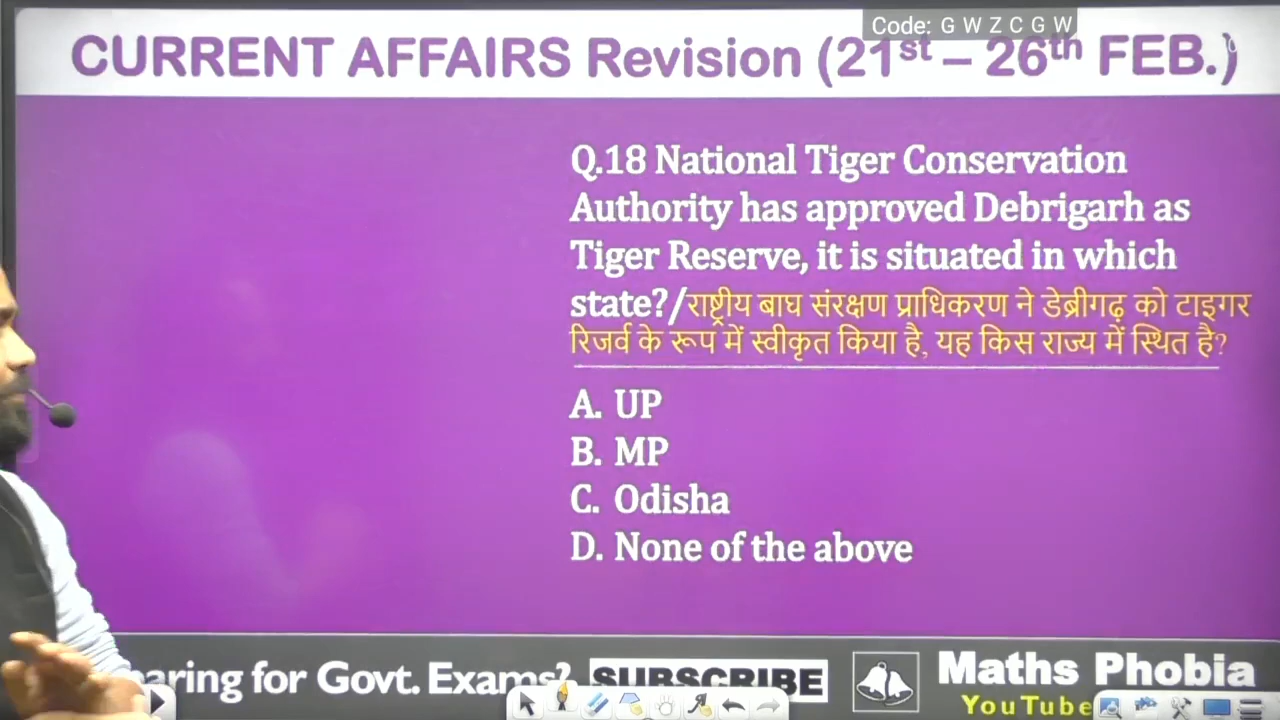 Code: G W Z C G W
CURRENT AFFAIRS Revision (21st – 26th FEB.)
Q.18 National Tiger Conservation
Authority has approved Debrigarh as
Tiger Reserve, it is situated in which
state?/राष्ट्रीय बाघ संरक्षण प्राधिकरण ने डेब्रीगढ़ को टाइगर
रिजर्व के रूप में स्वीकृत किया है, यह किस राज्य में स्थित है?
A. UP
B. MP
C. Odisha
D. None of the above
for Govt. Exams? SUBSCRIBE
Maths Phobia
YouTube